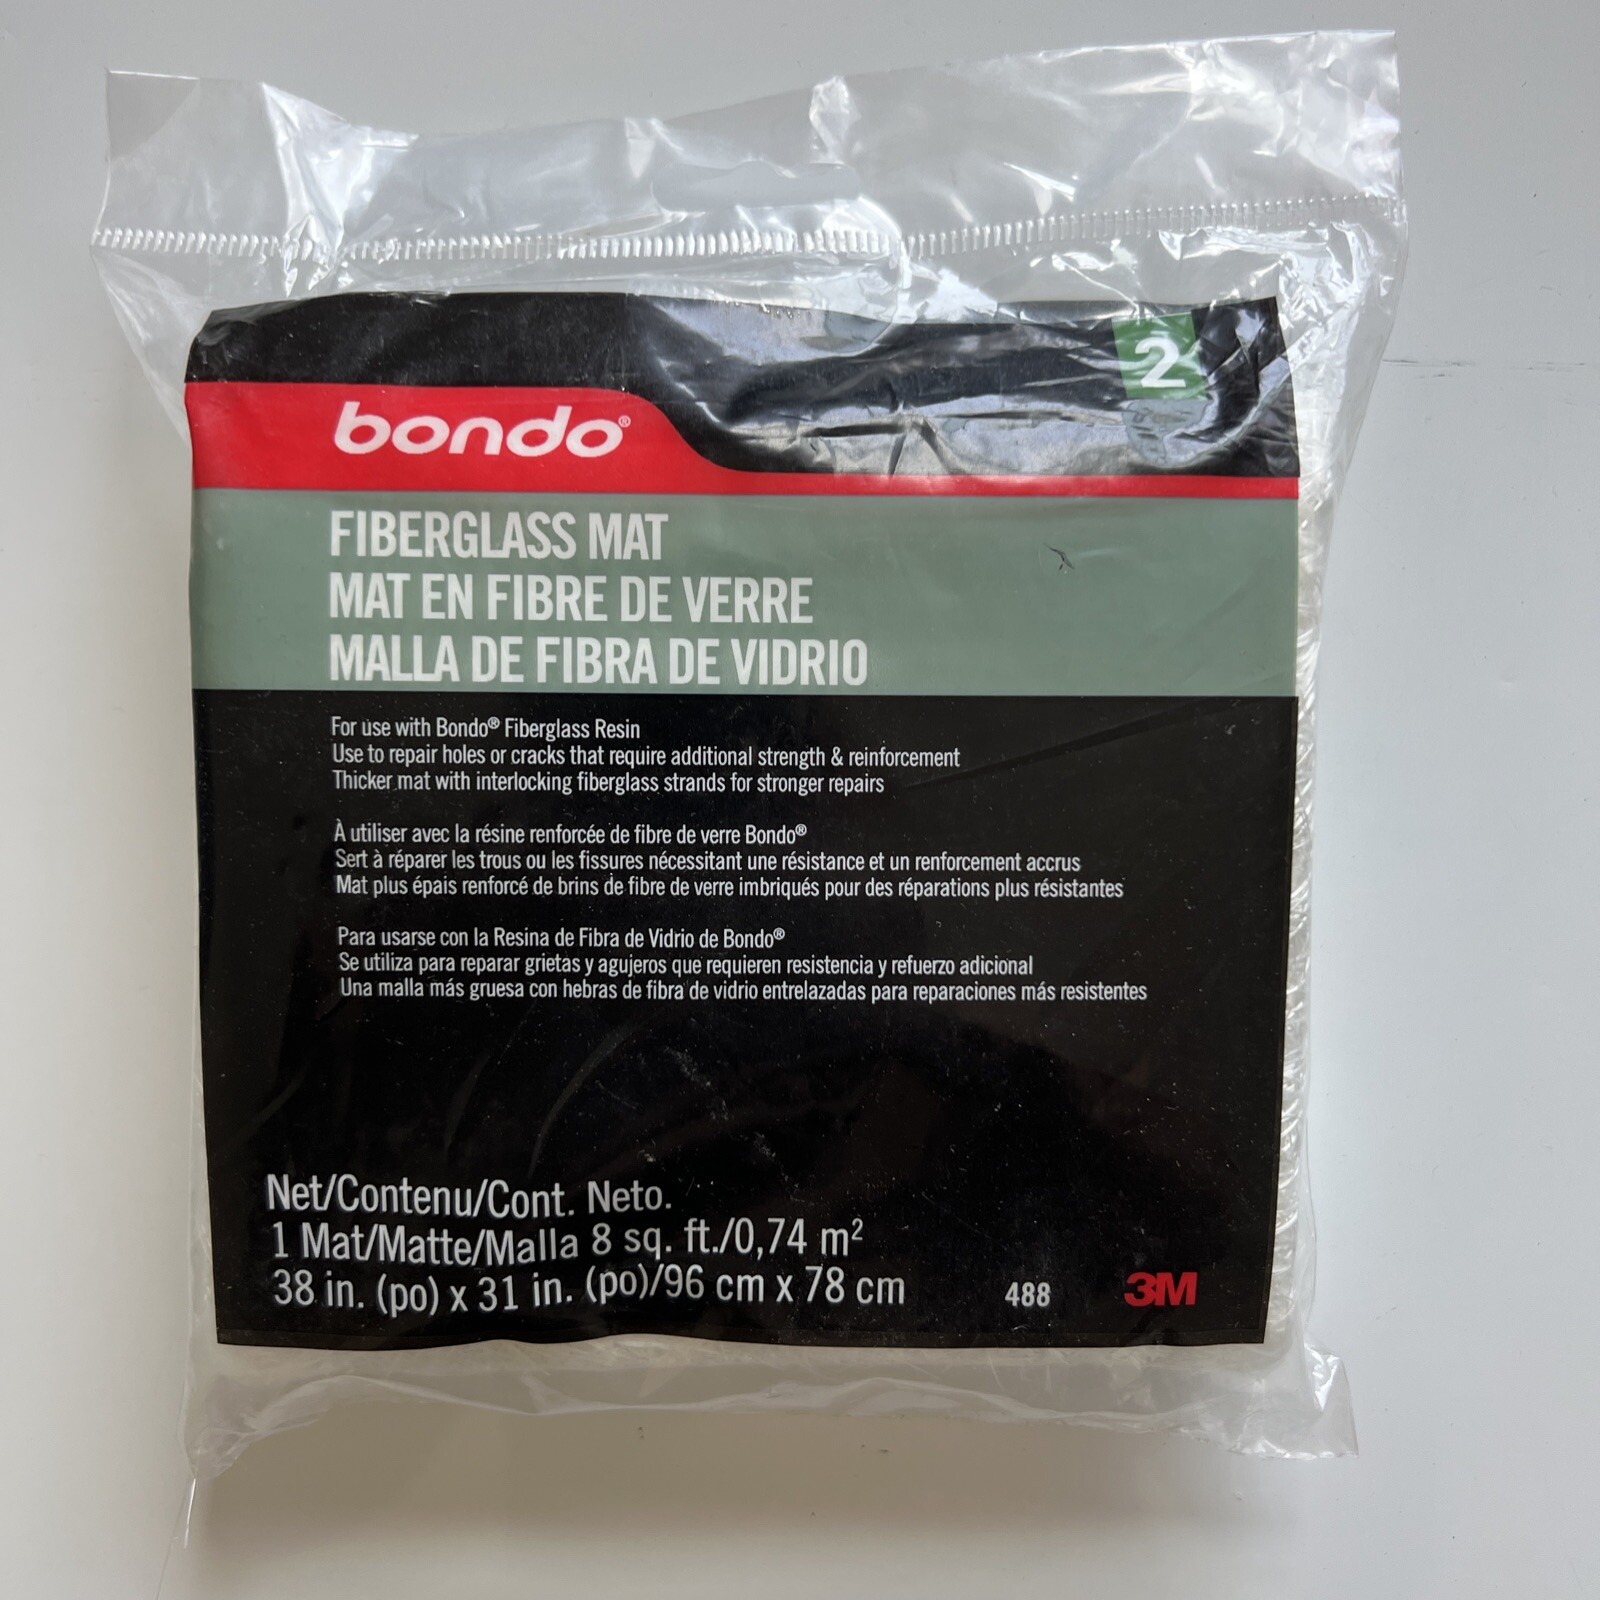 2
bondo®
FIBERGLASS MAT
MAT EN FIBRE DE VERRE
MALLA DE FIBRA DE VIDRIO
For use with Bondo® Fiberglass Resin
Use to repair holes or cracks that require additional strength & reinforcement
Thicker mat with interlocking fiberglass strands for stronger repairs
À utiliser avec la résine renforcée de fibre de verre Bondo®
Sert à réparer les trous ou les fissures nécessitant une résistance et un renforcement accrus
Mat plus épais renforcé de brins de fibre de verre imbriqués pour des réparations plus résistantes
Para usarse con la Resina de Fibra de Vidrio de Bondo®
Se utiliza para reparar grietas y agujeros que requieren resistencia y refuerzo adicional
Una malla más gruesa con hebras de fibra de vidrio entrelazadas para reparaciones más resistentes
Net/Contenu/Cont. Neto.
1 Mat/Matte/Malla 8 sq. ft./0,74 m²
38 in. (po) x 31 in. (po)/96 cm x 78 cm
488
3M